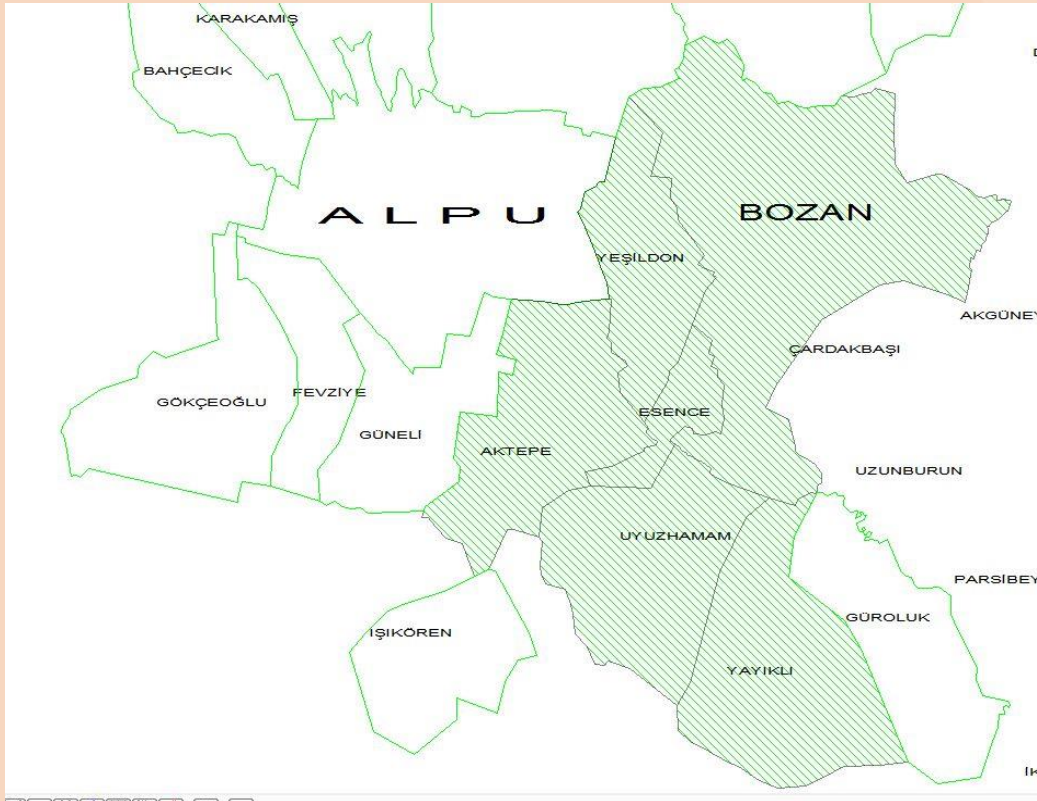 KARAKAMIŞ
BAHÇECİK
A L P U
BOZAN
YEŞİLDON
AKGÜNEY
ÇARDAKBAŞI
FEVZİYE
GÖKÇEOĞLU
ESENCE
GÜNELİ
AKTEPE
UZUNBURUN
UYUZHAMAM
PARSİBEY
GÜROLUK
IŞIKÖREN
YAYIKLI